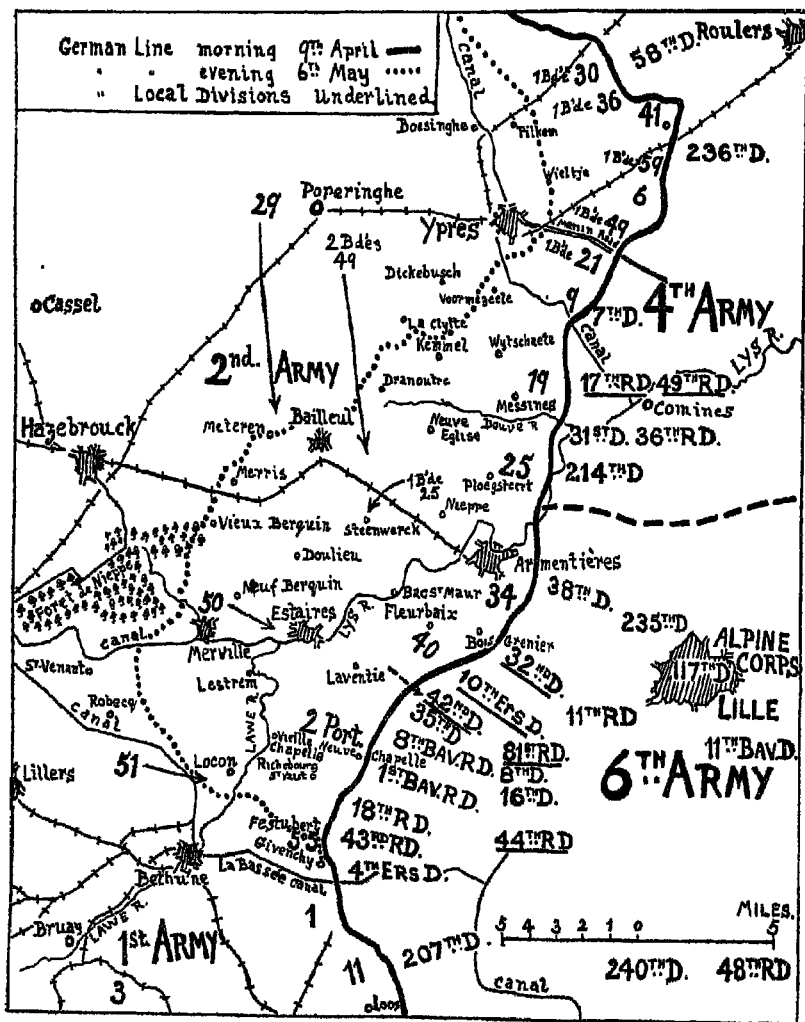 German Line morning 9TH April
" " evening 6TH May
" Local Divisions Underlined
canal
58TH D.
Roulers
1 Bde 30
1 Bde 36
41
Boesinghe
Pilkem
1 Bde 59
236TH D.
Wieltje
6
29
Poperinghe
Ypres
1 Bde 49
Menin Road
1 Bde 21
2 Bdes
49
Dickebusch
Voormezeele
9
7TH D.
4TH ARMY
Cassel
canal
La Clytte
Kemmel
Wytschaete
LYS R.
2nd. ARMY
Dranoutre
19
17TH RD
49TH RD.
Messines
Comines
Hazebrouck
Meteren
Bailleul
Neuve
Eglise
Douve R
31ST D.
36TH RD.
25
214TH D
Merris
1 Bde
25
Ploegsteert
Nieppe
Vieux Berquin
Steenwerck
Doulieu
Armentières
Forêt de Nieppe
Neuf Berquin
Bac St Maur
34
38TH D.
50
Estaires
LYS R.
Fleurbaix
235TH D
canal
Merville
40
Bois Grenier
ALPINE
CORPS
117TH D
LILLE
St Venant
Lestrem
Laventie
32ND D.
10TH ERS D.
11TH RD
Robecq
canal
LAWE R.
42ND D.
35TH D
2 Port.
Vieille
Chapelle
Neuve Chapelle
8TH BAV. RD.
81ST RD.
8TH D.
11TH BAV. D.
51
Locon
Richebourg
St Vaast
1ST BAV. RD.
16TH D.
6TH ARMY
Lillers
18TH RD.
Festubert
55
Givenchy
43RD RD.
44TH RD
Bethune
La Bassée Canal
4TH ERS D.
Bruay
LAWE R.
1st ARMY
1
MILES.
5 4 3 2 1 0 5
207TH D.
3
11
240TH D.
48TH RD
Loos
canal